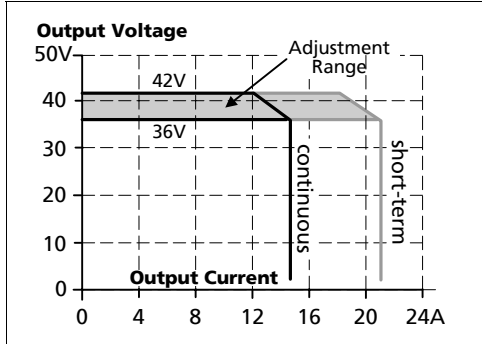 Output Voltage
50V
Adjustment
Range
42V
40
36V
30
continuous
short-term
20
10
Output Current
0
0 4 8 12 16 20 24A